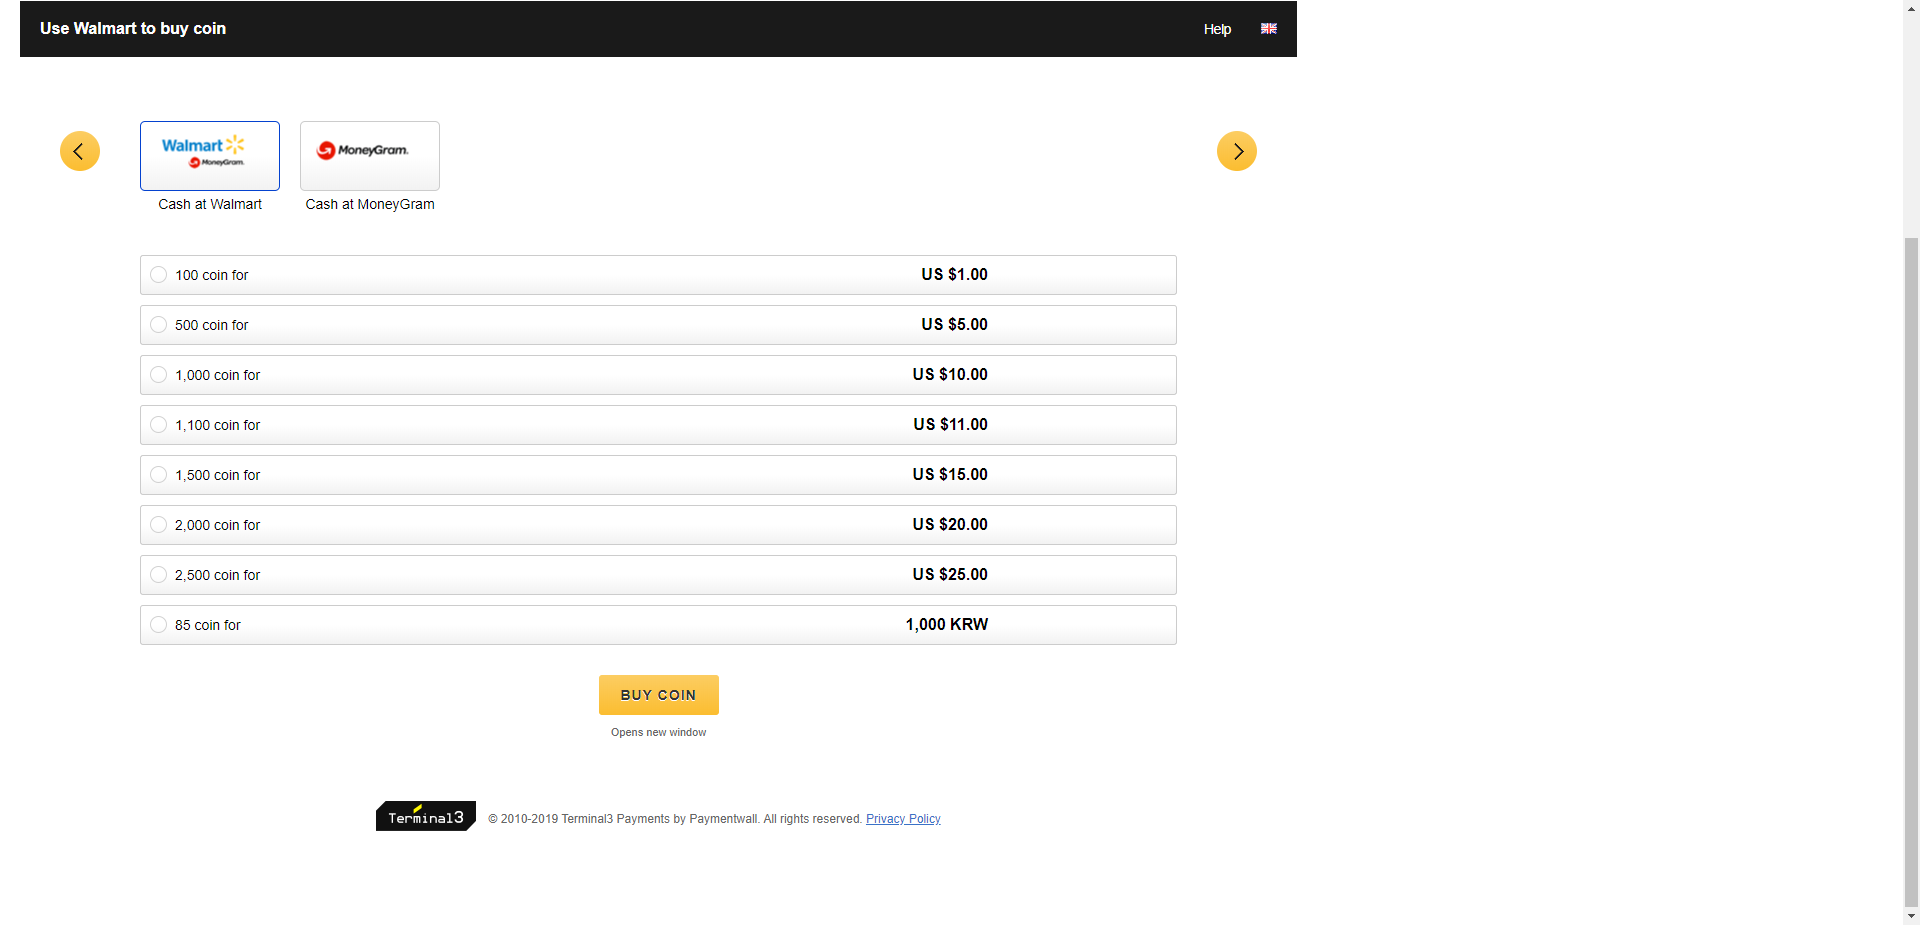 Use Walmart to buy coin
Help
Walmart
MoneyGram.
MoneyGram.
Cash at Walmart
Cash at MoneyGram
100 coin for US $1.00
500 coin for US $5.00
1,000 coin for US $10.00
1,100 coin for US $11.00
1,500 coin for US $15.00
2,000 coin for US $20.00
2,500 coin for US $25.00
85 coin for 1,000 KRW
BUY COIN
Opens new window
Terminal3 © 2010-2019 Terminal3 Payments by Paymentwall. All rights reserved. Privacy Policy